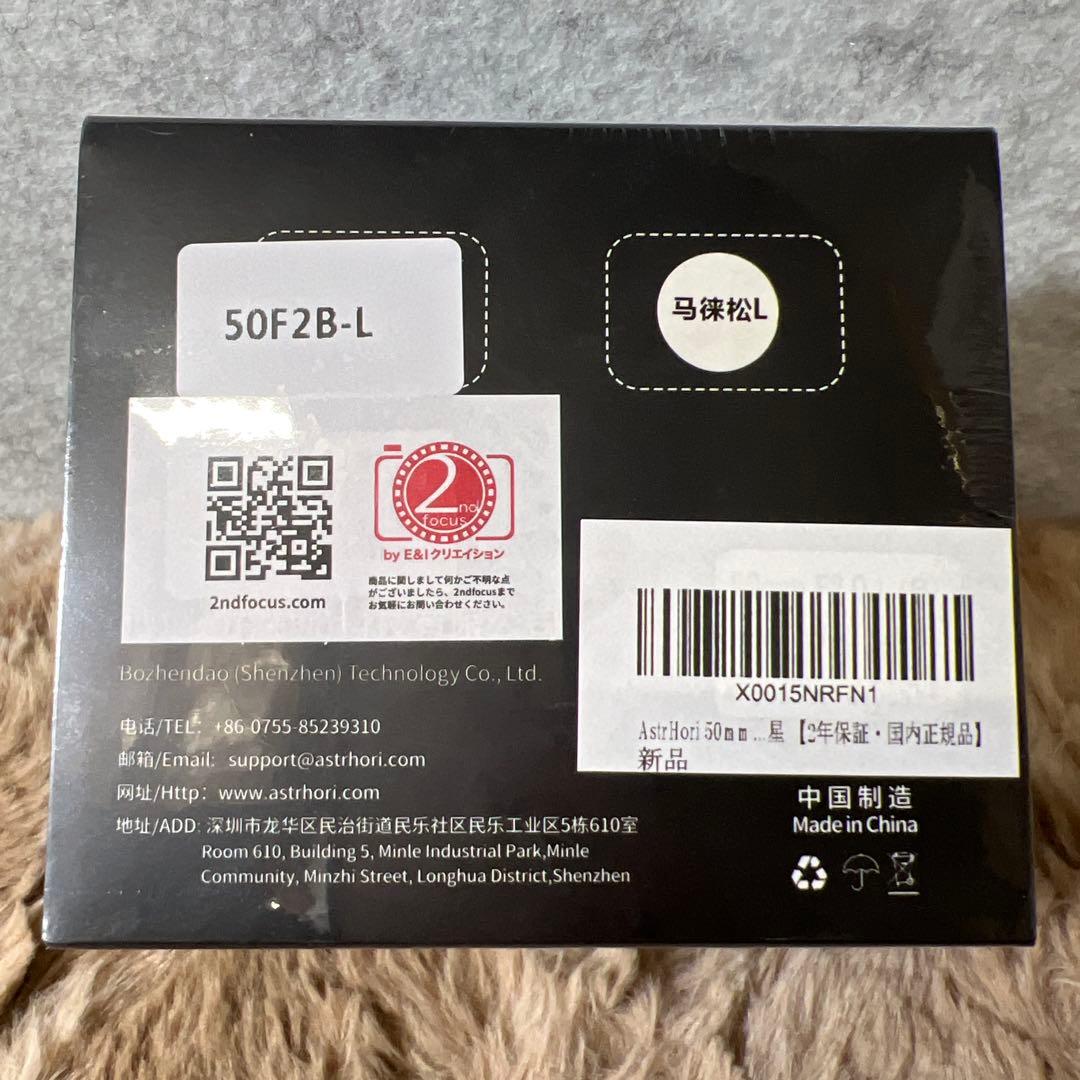 50F2B-L
马徕松L
2nd
focus
by E&Iクリエイション
2ndfocus.com
商品に関しまして何かご不明な点
がございましたら、2ndfocusまで
お気軽にお問い合わせください。
X0015NRFN1
AstrHori 50mm ...星 【2年保証・国内正規品】
新品
Bozhendao (Shenzhen) Technology Co., Ltd.
电话/TEL: +86-0755-85239310
邮箱/Email: support@astrhori.com
网址/Http: www.astrhori.com
地址/ADD: 深圳市龙华区民治街道民乐社区民乐工业区5栋610室
Room 610, Building 5, Minle Industrial Park,Minle
Community, Minzhi Street, Longhua District,Shenzhen
中国制造
Made in China